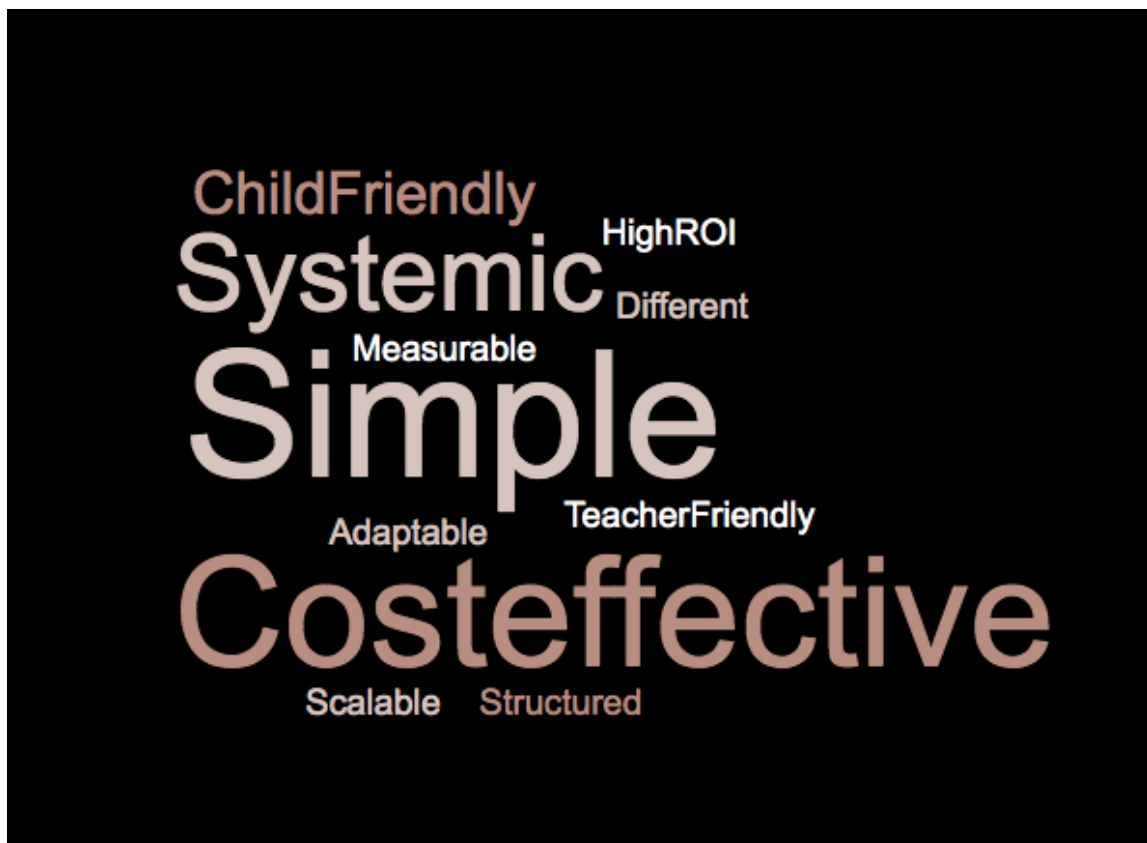 ChildFriendly
HighROI
Systemic
Different
Measurable
Simple
TeacherFriendly
Adaptable
Costeffective
Scalable Structured